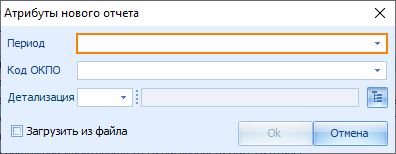 Атрибуты нового отчета
Период
Код ОКПО
Детализация
Загрузить из файла
Ok
Отмена